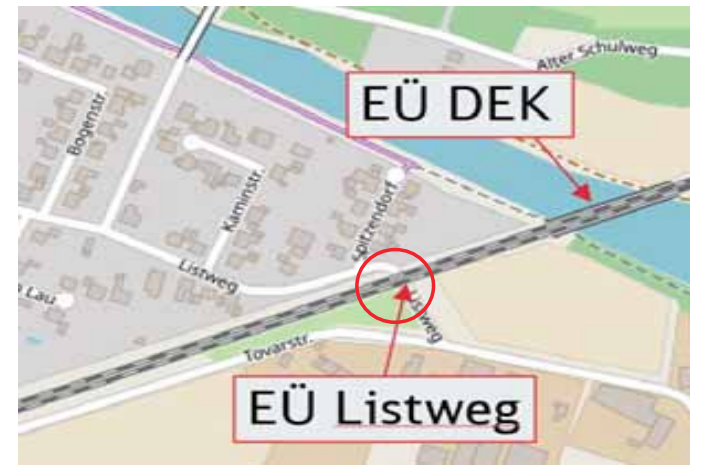 Alter Schulweg
EÜ DEK
Bogenstr.
Kaminstr.
Spitzendorf
Listweg
Lau
Listweg
Tovarstr.
EÜ Listweg